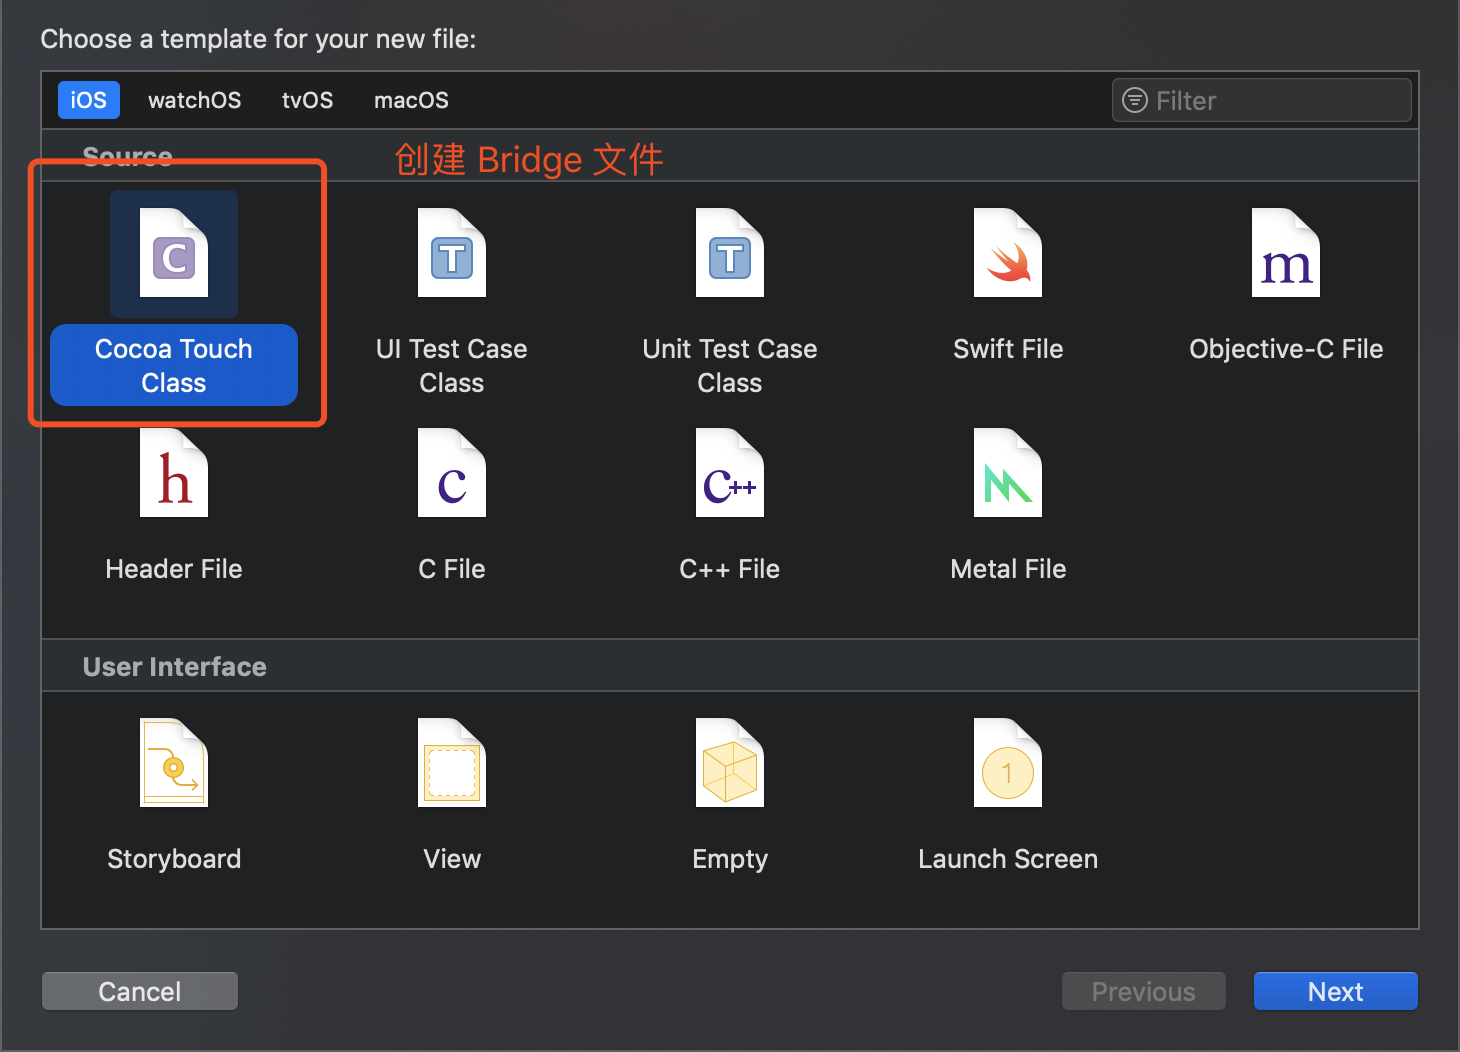 Choose a template for your new file:
iOS watchOS tvOS macOS Filter
Source 创建 Bridge 文件
C T T m
Cocoa Touch Class
UI Test Case Class
Unit Test Case Class
Swift File
Objective-C File
h c c++
Header File
C File
C++ File
Metal File
User Interface
1
Storyboard
View
Empty
Launch Screen
Cancel Previous Next